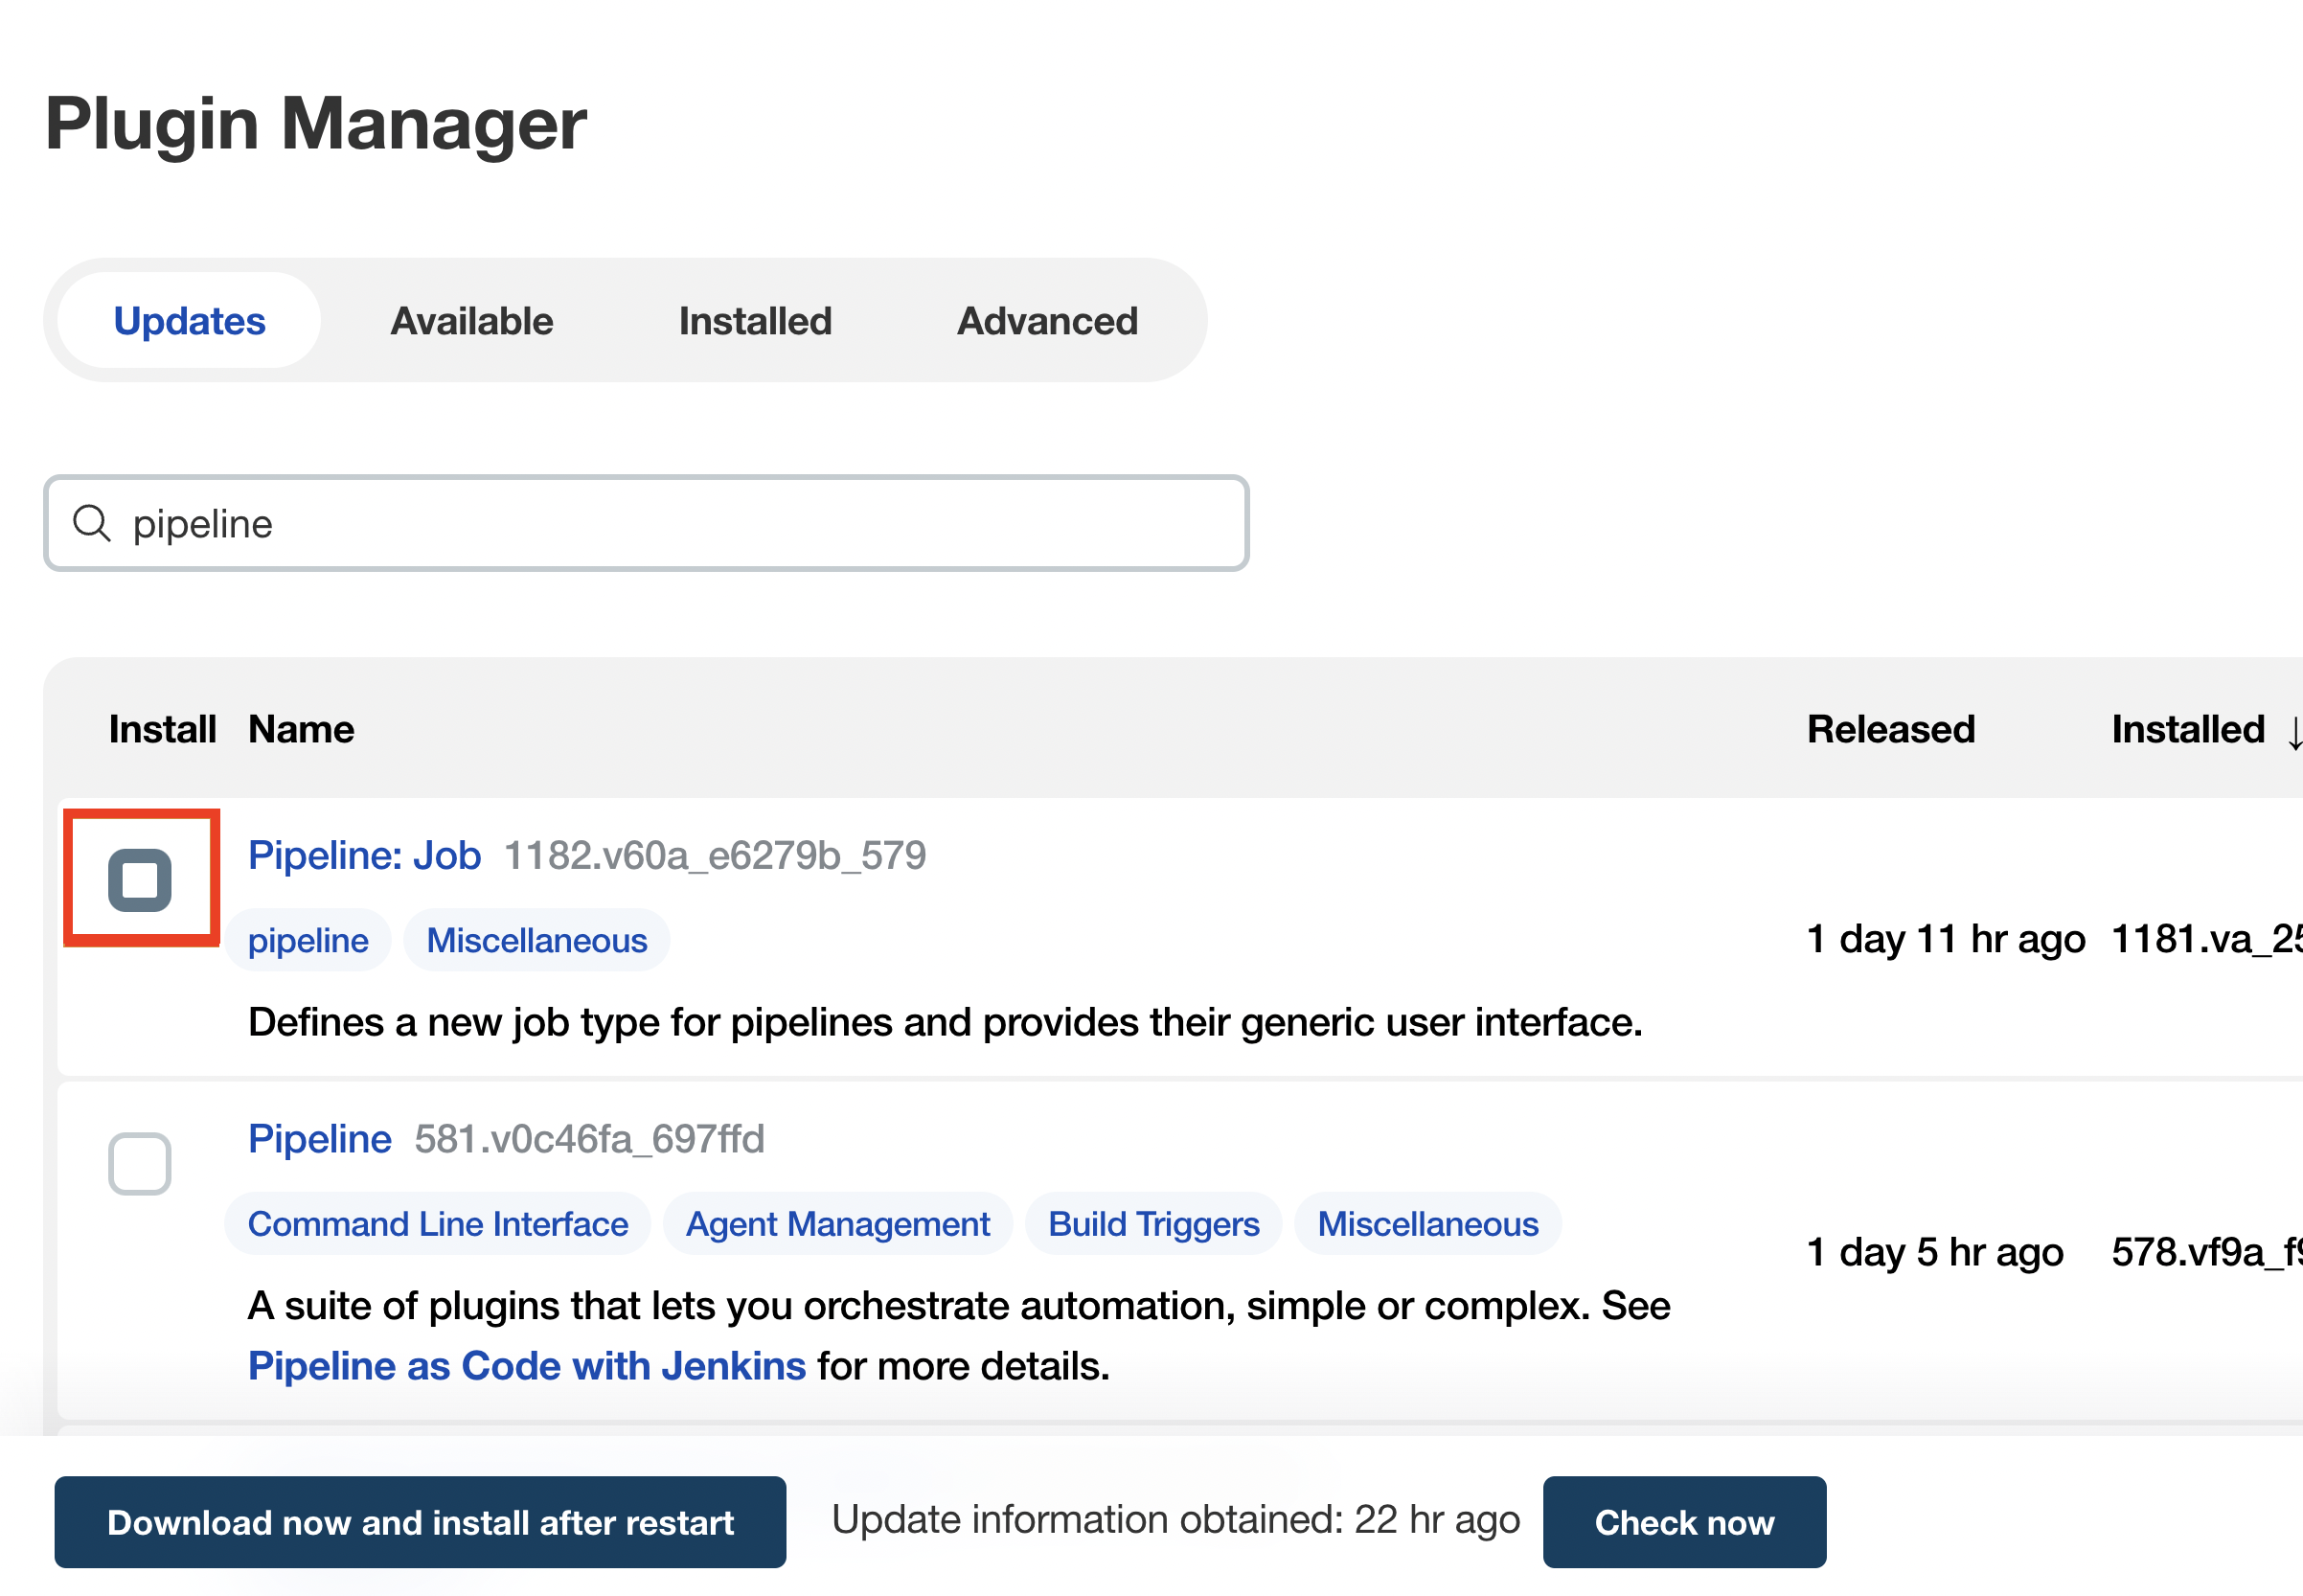 Plugin Manager
Updates Available Installed Advanced
pipeline
Install Name Released Installed ↓
Pipeline: Job 1182.v60a_e6279b_579
pipeline Miscellaneous
1 day 11 hr ago 1181.va_25
Defines a new job type for pipelines and provides their generic user interface.
Pipeline 581.v0c46fa_697ffd
Command Line Interface Agent Management Build Triggers Miscellaneous
1 day 5 hr ago 578.vf9a_f9
A suite of plugins that lets you orchestrate automation, simple or complex. See
Pipeline as Code with Jenkins for more details.
Download now and install after restart Update information obtained: 22 hr ago Check now